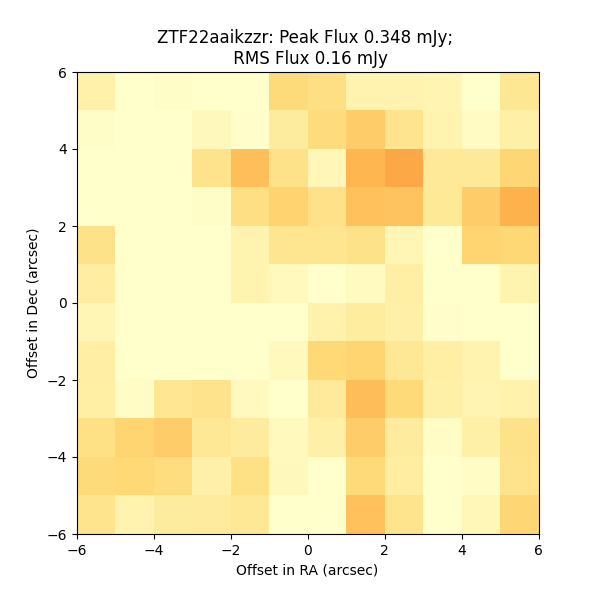 ZTF22aaikzzr: Peak Flux 0.348 mJy;
RMS Flux 0.16 mJy
6
4
2
0
−2
−4
−6
Offset in Dec (arcsec)
−6 −4 −2 0 2 4 6
Offset in RA (arcsec)